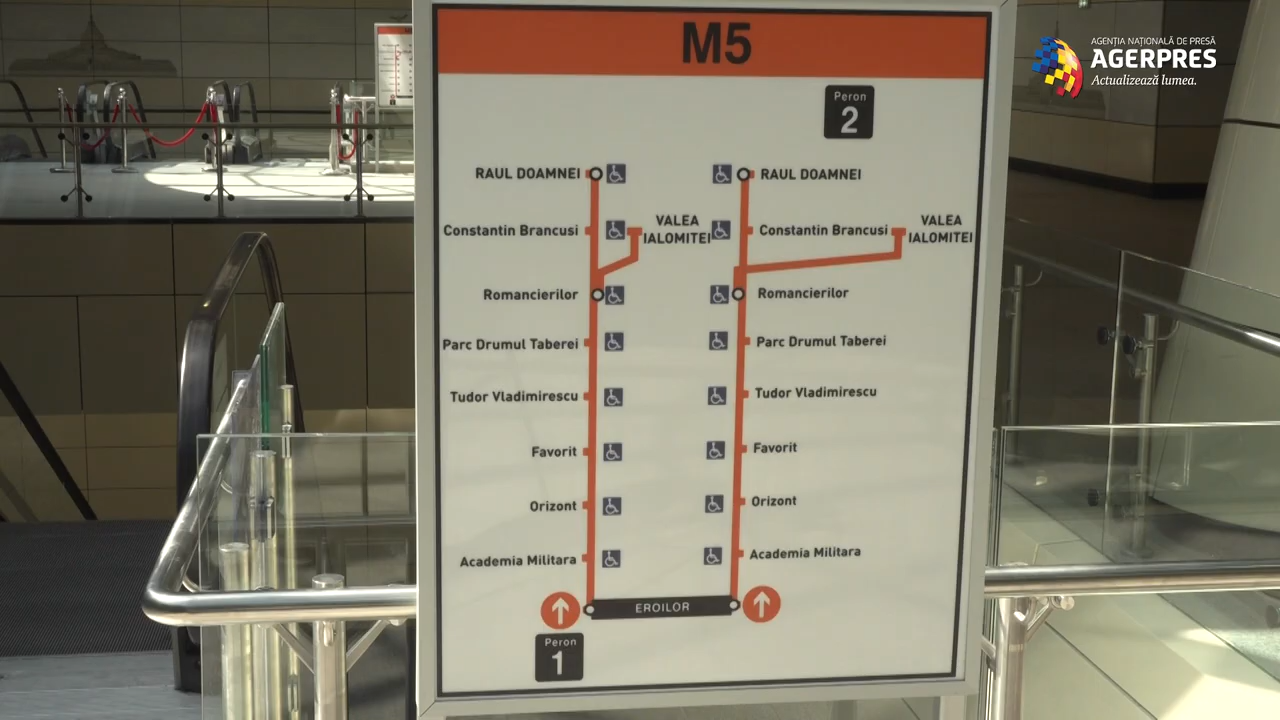 M5
AGENȚIA NAȚIONALĂ DE PRESĂ
AGERPRES
Actualizează lumea.
Peron
2
RAUL DOAMNEI
RAUL DOAMNEI
Constantin Brancusi
VALEA
IALOMITEI
Constantin Brancusi
VALEA
IALOMITEI
Romancierilor
Romancierilor
Parc Drumul Taberei
Parc Drumul Taberei
Tudor Vladimirescu
Tudor Vladimirescu
Favorit
Favorit
Orizont
Orizont
Academia Militara
Academia Militara
EROILOR
Peron
1